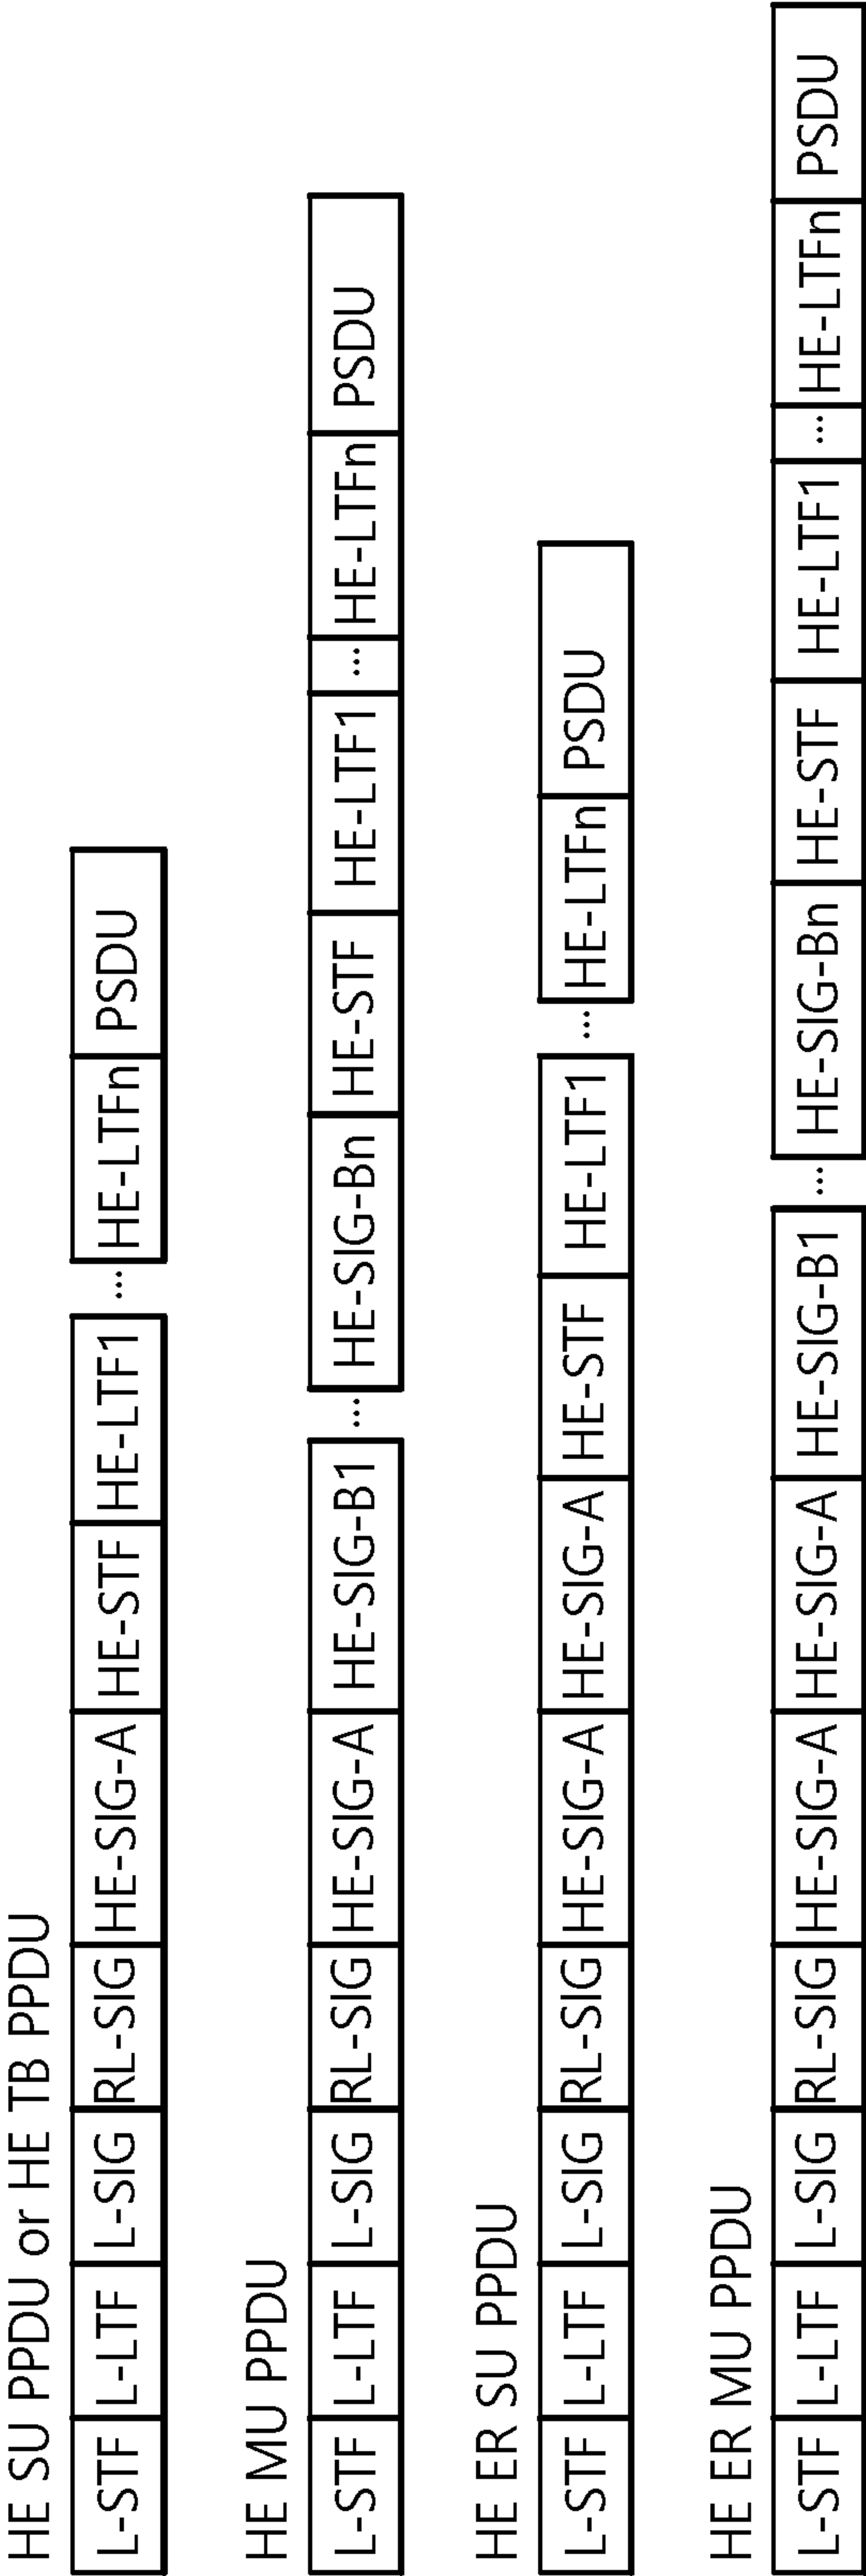 HE SU PPDU or HE TB PPDU
L-STF L-LTF L-SIG RL-SIG HE-SIG-A HE-STF HE-LTF1 ... HE-LTFn PSDU
HE MU PPDU
L-STF L-LTF L-SIG RL-SIG HE-SIG-A HE-SIG-B1 ... HE-SIG-Bn HE-STF HE-LTF1 ... HE-LTFn PSDU
HE ER SU PPDU
L-STF L-LTF L-SIG RL-SIG HE-SIG-A HE-SIG-A HE-STF HE-LTF1 ... HE-LTFn PSDU
HE ER MU PPDU
L-STF L-LTF L-SIG RL-SIG HE-SIG-A HE-SIG-A HE-SIG-B1 ... HE-SIG-Bn HE-STF HE-LTF1 ... HE-LTFn PSDU